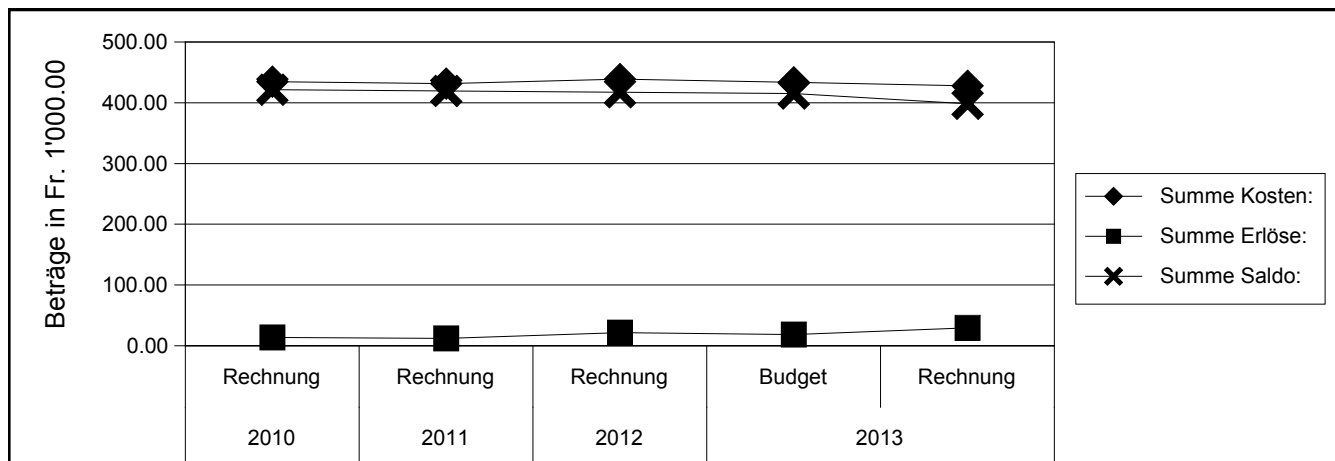 Beträge in Fr. 1'000.00
500.00
400.00
300.00
200.00
100.00
0.00
Rechnung Rechnung Rechnung Budget Rechnung
2010 2011 2012 2013
Summe Kosten:
Summe Erlöse:
Summe Saldo: